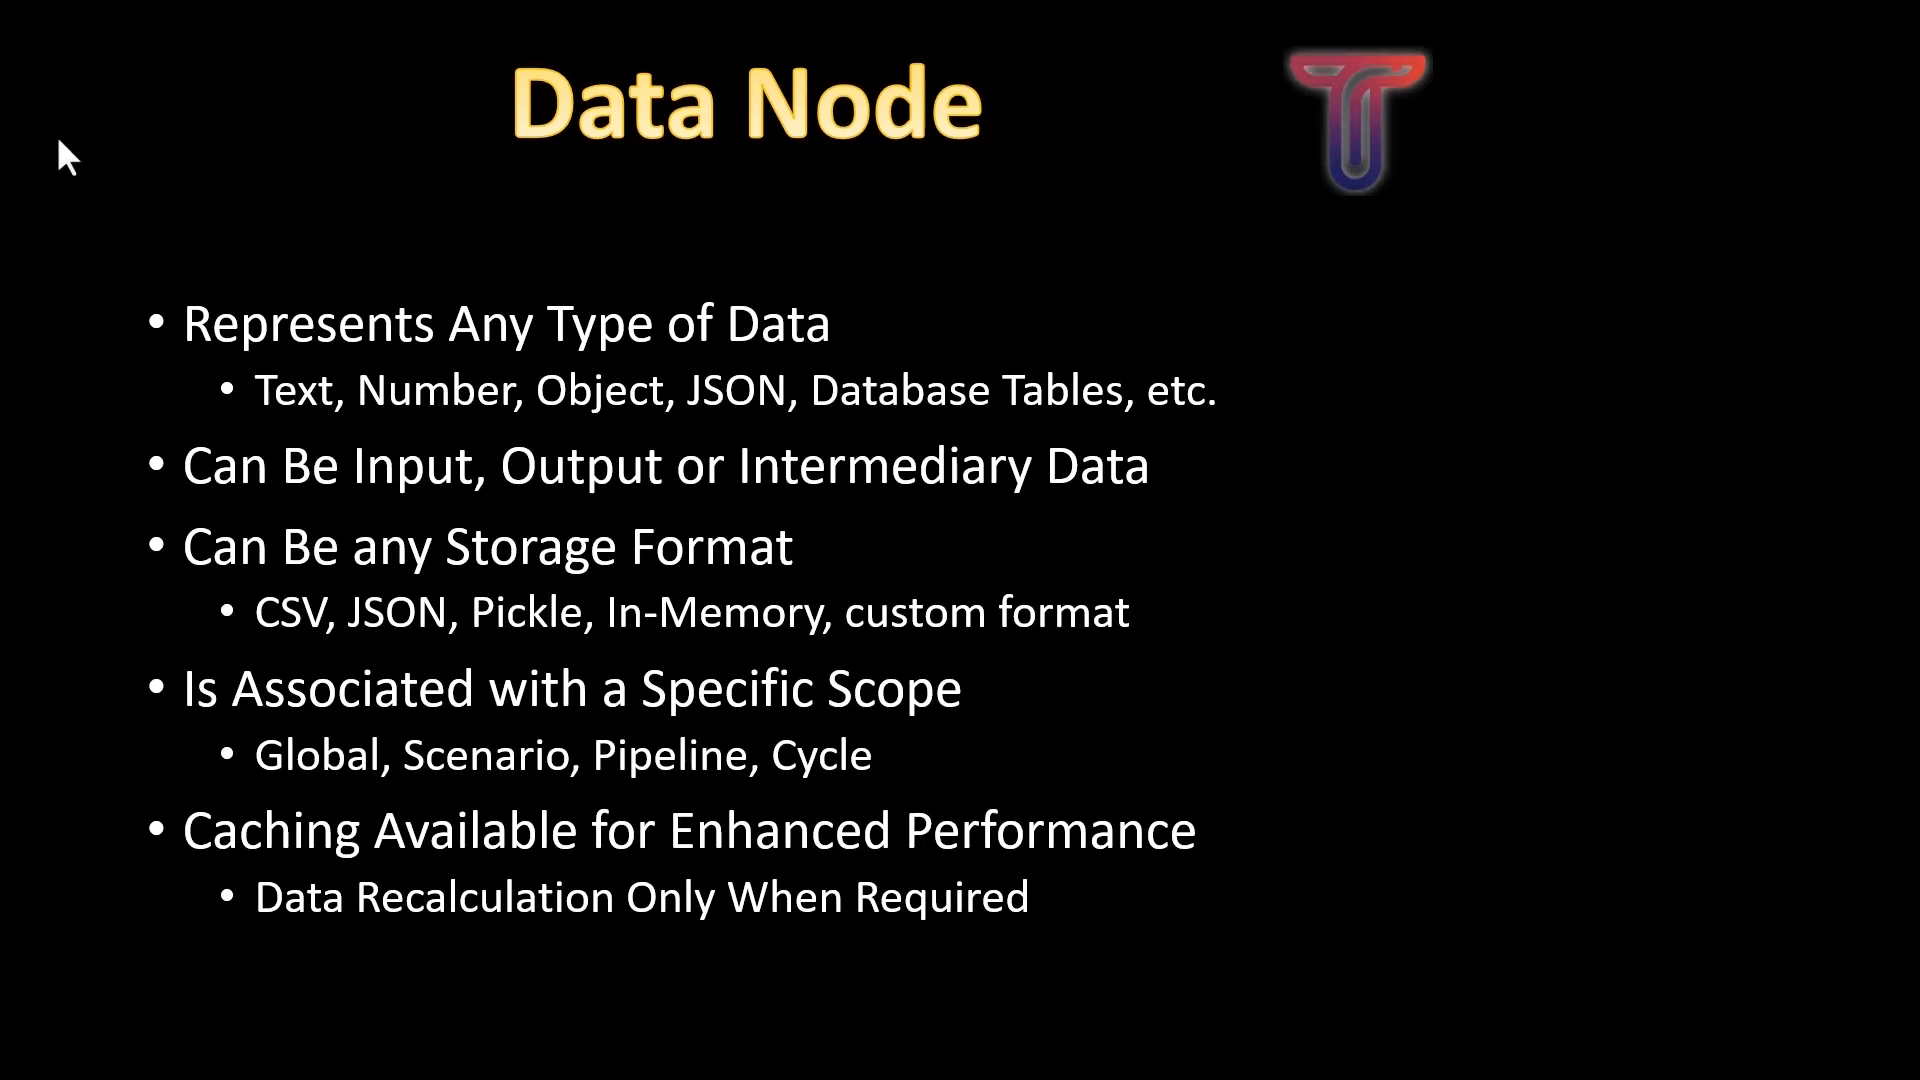 Data Node
• Represents Any Type of Data
• Text, Number, Object, JSON, Database Tables, etc.
• Can Be Input, Output or Intermediary Data
• Can Be any Storage Format
• CSV, JSON, Pickle, In-Memory, custom format
• Is Associated with a Specific Scope
• Global, Scenario, Pipeline, Cycle
• Caching Available for Enhanced Performance
• Data Recalculation Only When Required